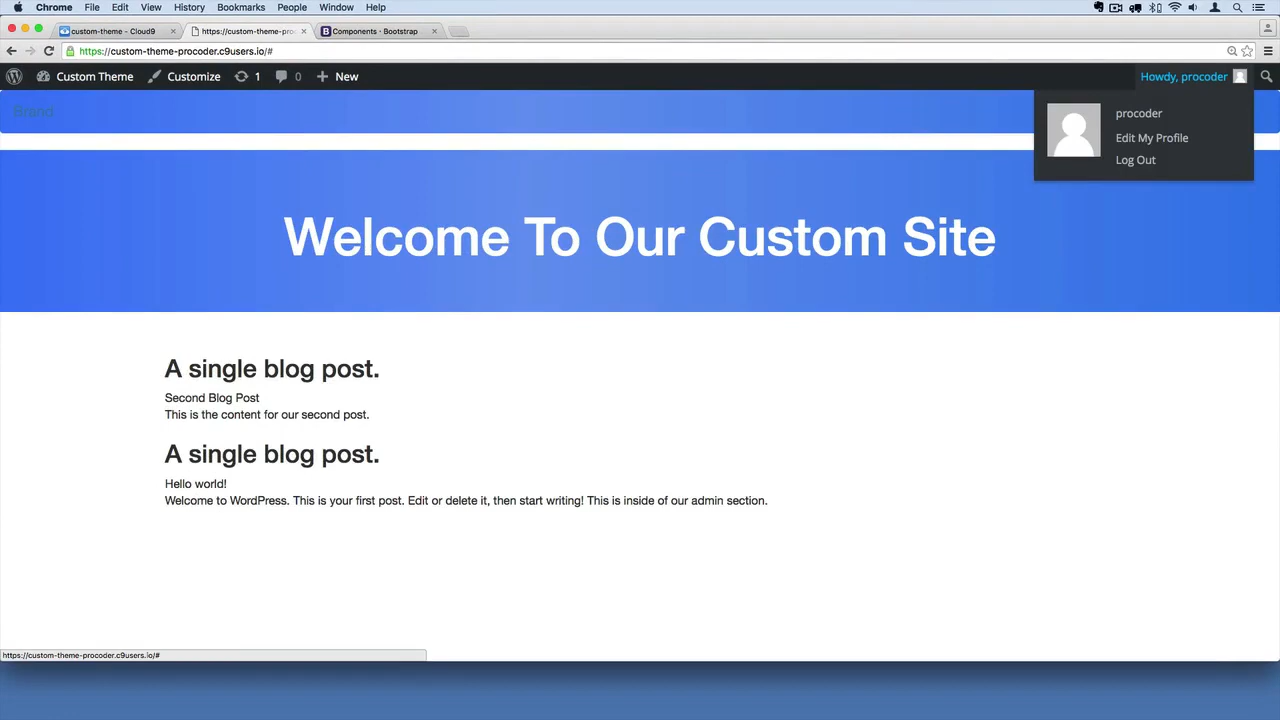 Chrome File Edit View History Bookmarks People Window Help
custom-theme - Cloud9
https://custom-theme-pro
Components · Bootstrap
https://custom-theme-procoder.c9users.io/#
Custom Theme Customize 1 0 New Howdy, procoder
Brand
procoder
Edit My Profile
Log Out
Welcome To Our Custom Site
A single blog post.
Second Blog Post
This is the content for our second post.
A single blog post.
Hello world!
Welcome to WordPress. This is your first post. Edit or delete it, then start writing! This is inside of our admin section.
https://custom-theme-procoder.c9users.io/#